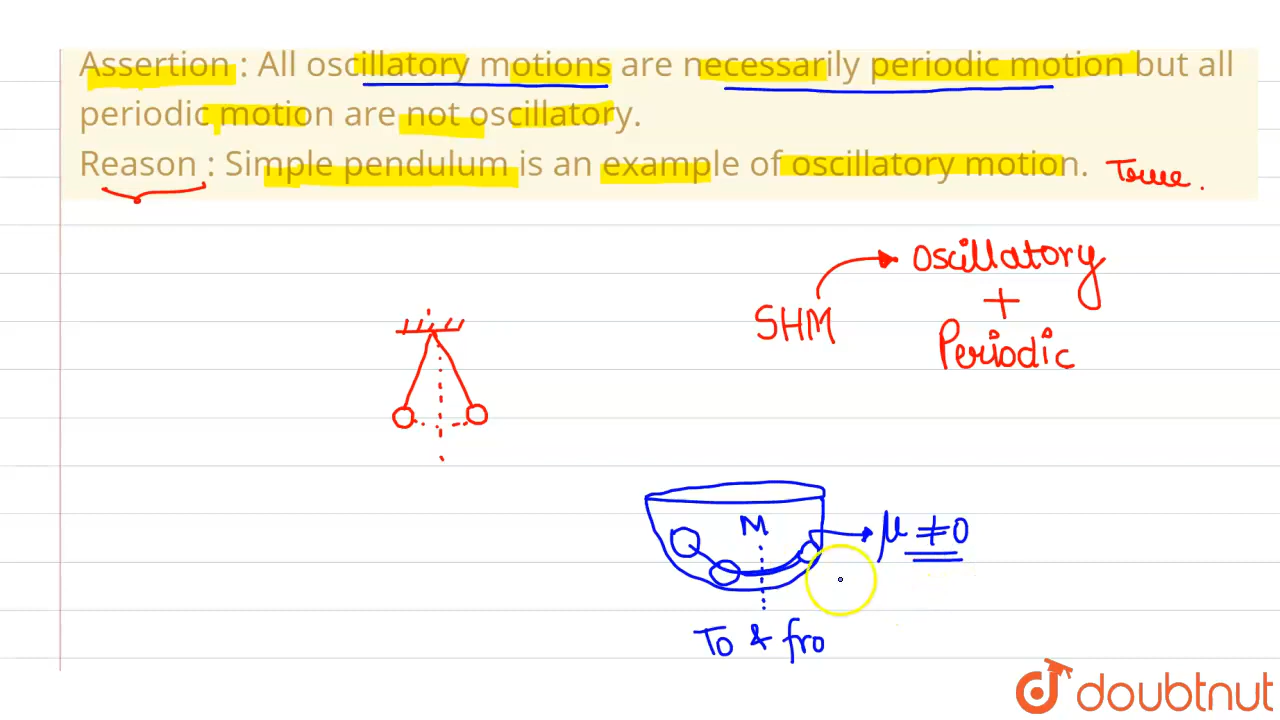 Assertion : All oscillatory motions are necessarily periodic motion but all
periodic motion are not oscillatory.
Reason : Simple pendulum is an example of oscillatory motion. True.
Oscillatory
+
SHM
Periodic
M
μ ≠0
To & fro
doubtnut